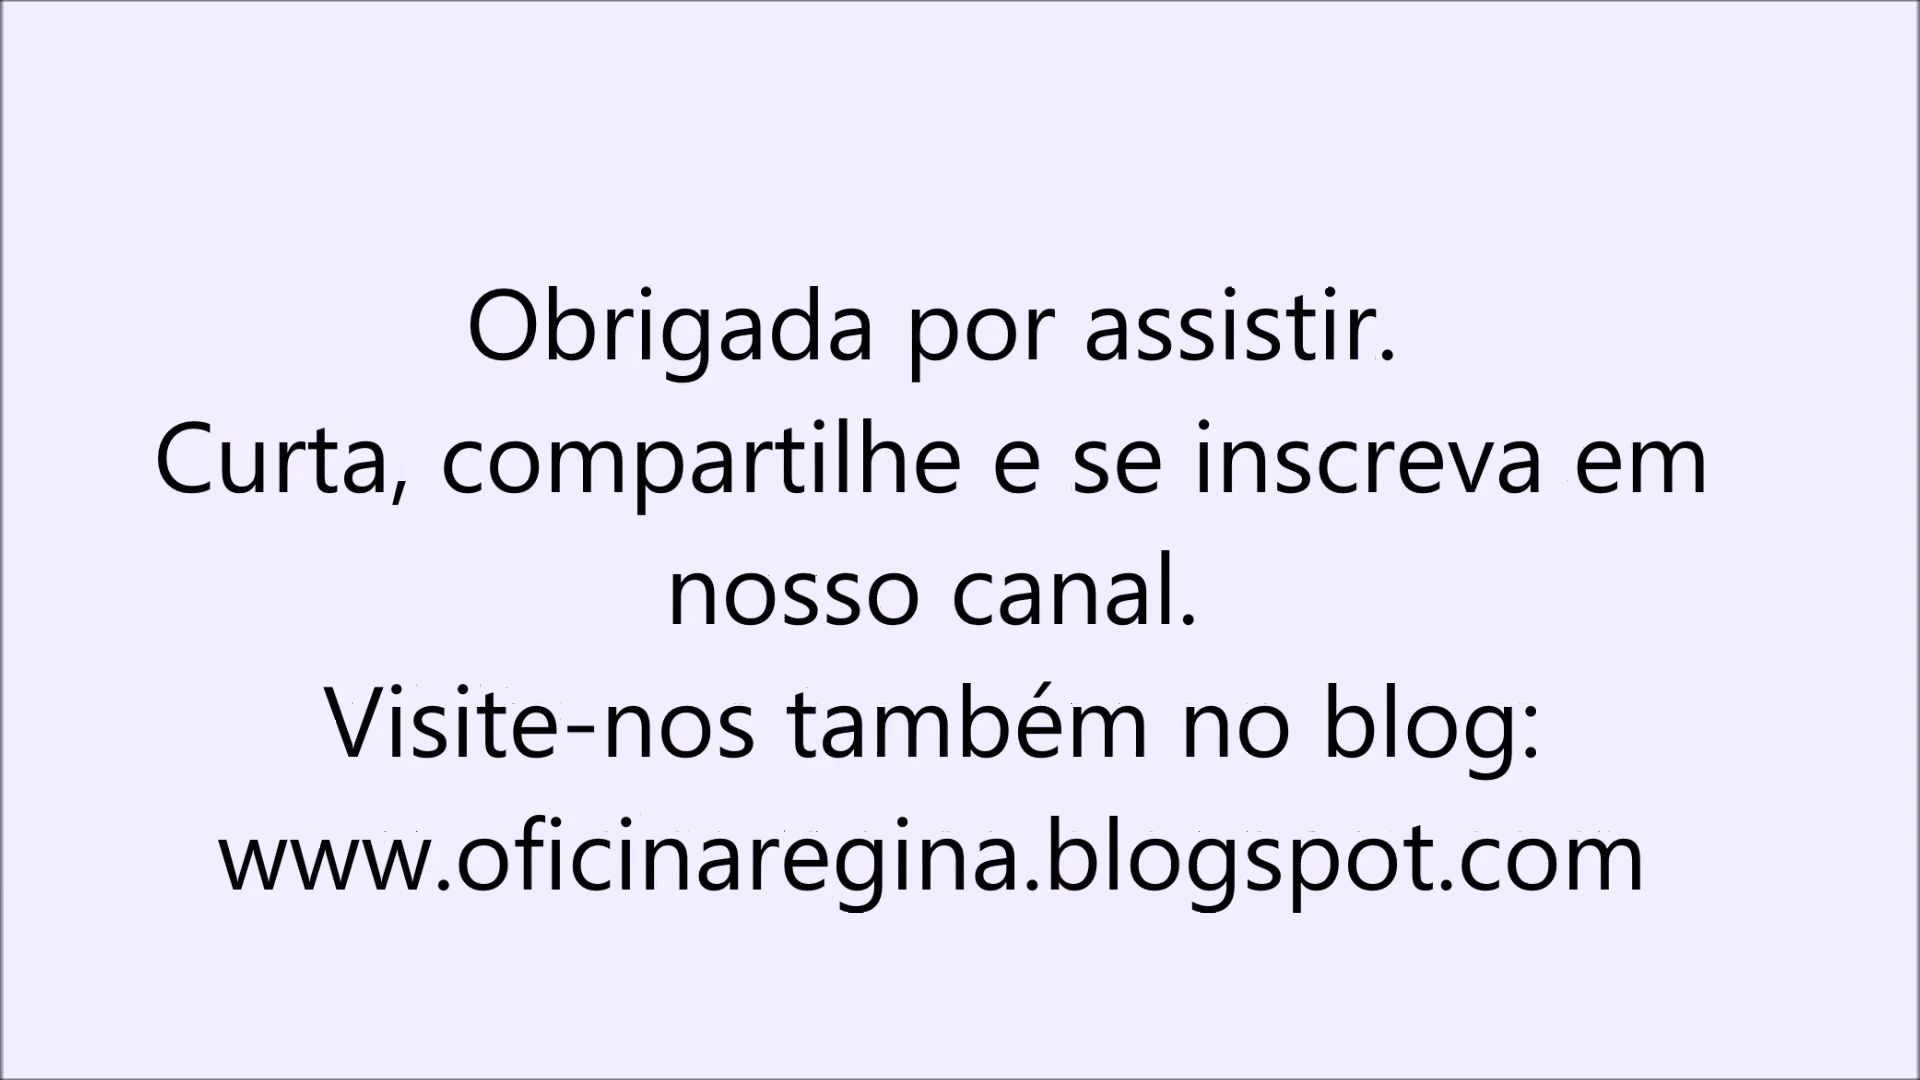 Obrigada por assistir.
Curta, compartilhe e se inscreva em
nosso canal.
Visite-nos também no blog:
www.oficinaregina.blogspot.com